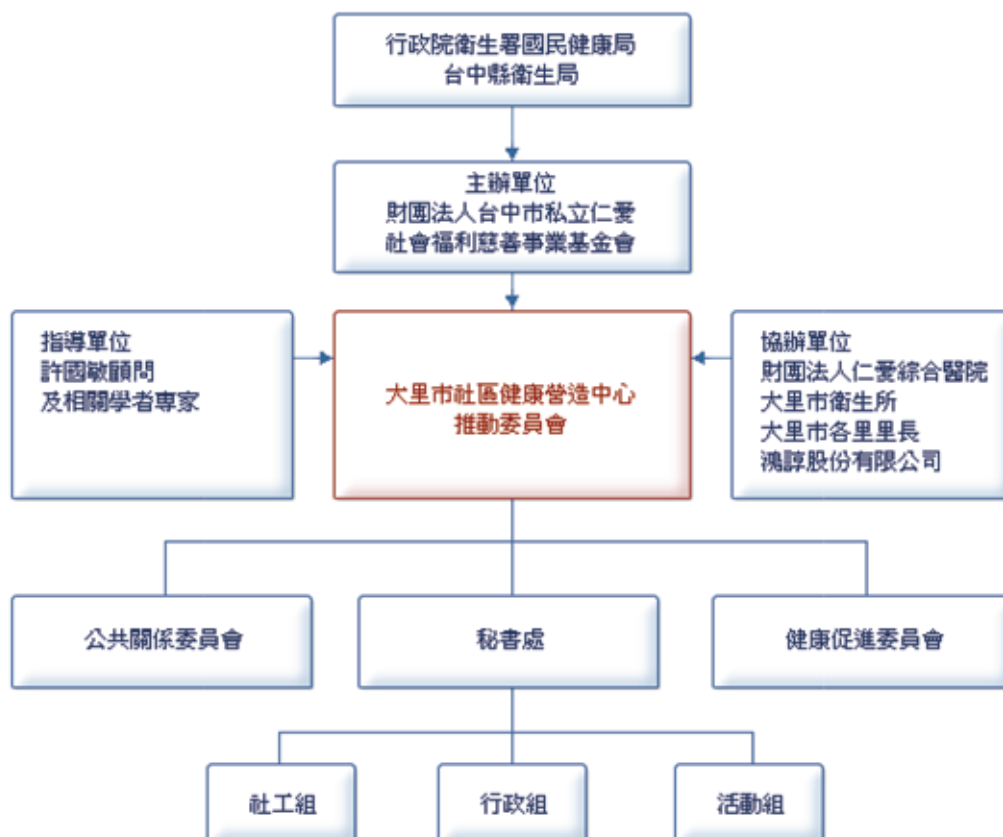 行政院衛生署國民健康局
台中縣衛生局
主辦單位
財團法人台中市私立仁愛
社會福利慈善事業基金會
指導單位
許國敏顧問
及相關學者專家
大里市社區健康營造中心
推動委員會
協辦單位
財團法人仁愛綜合醫院
大里市衛生所
大里市各里里長
鴻諄股份有限公司
公共關係委員會
秘書處
健康促進委員會
社工組
行政組
活動組